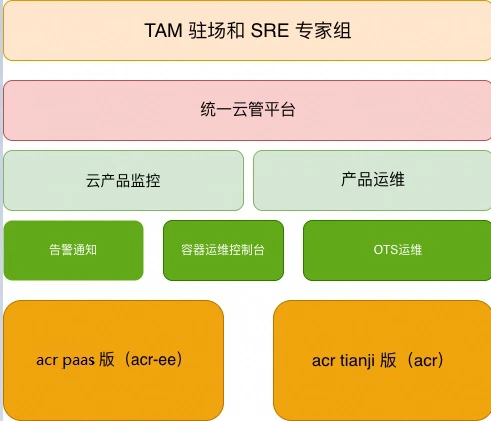 TAM 驻场和 SRE 专家组
统一云管平台
云产品监控
产品运维
告警通知
容器运维控制台
OTS运维
acr paas 版（acr-ee）
acr tianji 版（acr）